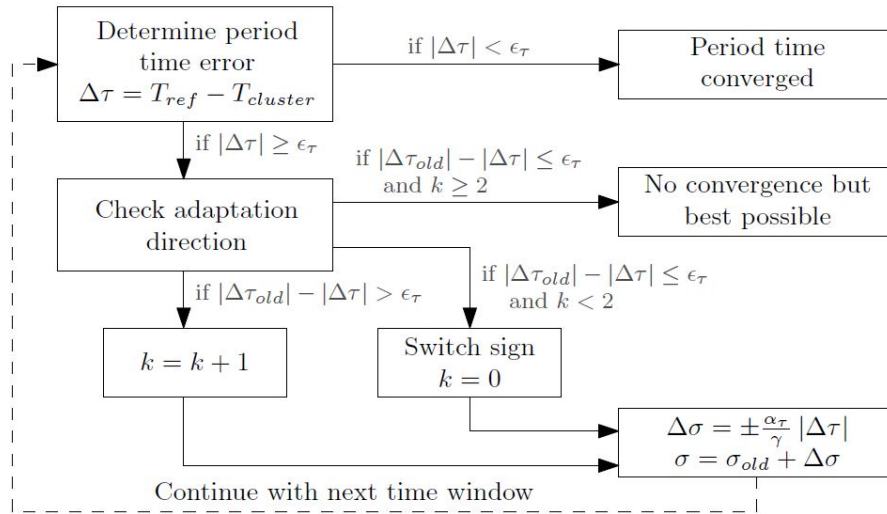 Determine period
time error
Δτ = T_ref − T_cluster
if |Δτ| < ϵ_τ
Period time
converged
if |Δτ| ≥ ϵ_τ
if |Δτ_old| − |Δτ| ≤ ϵ_τ
and k ≥ 2
No convergence but
best possible
Check adaptation
direction
if |Δτ_old| − |Δτ| > ϵ_τ
if |Δτ_old| − |Δτ| ≤ ϵ_τ
and k < 2
k = k + 1
Switch sign
k = 0
Δσ = ± α_τ/γ |Δτ|
σ = σ_old + Δσ
Continue with next time window